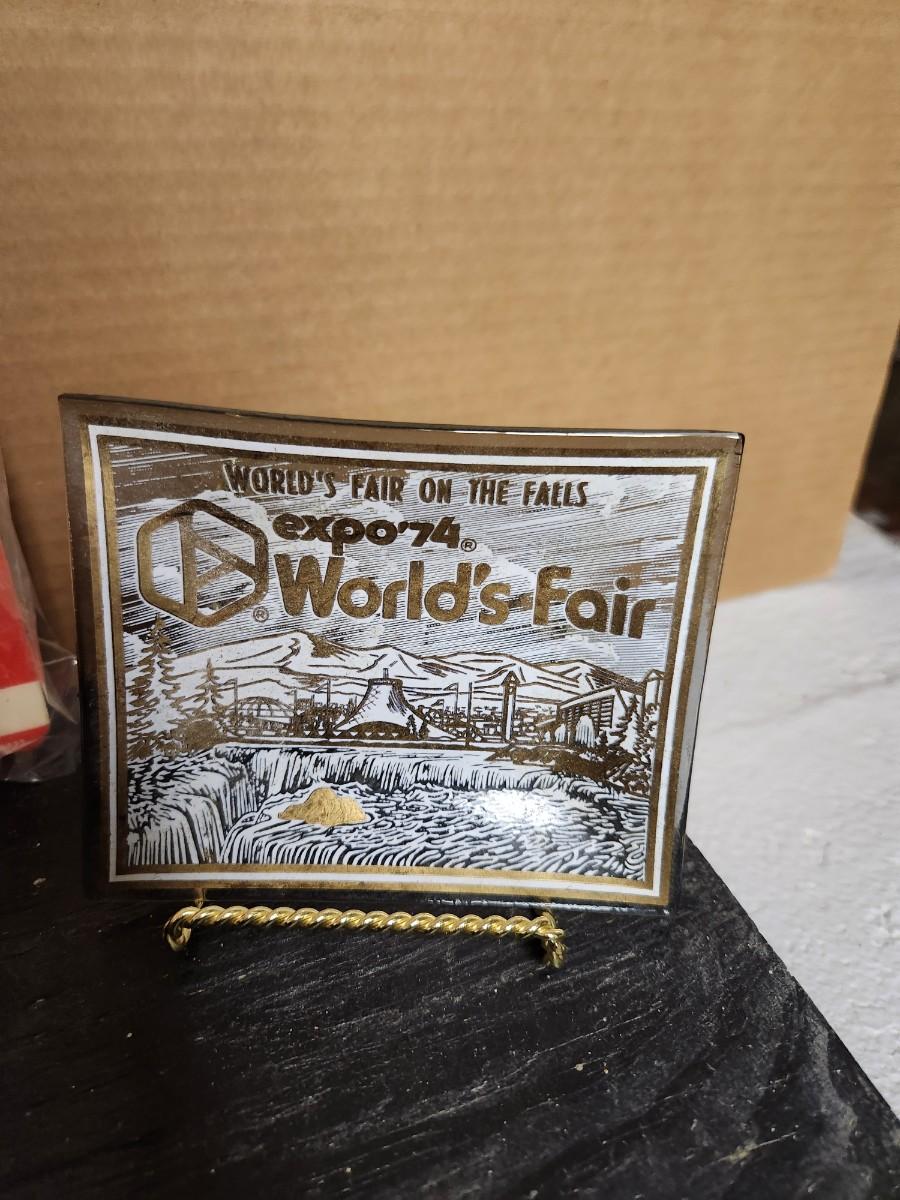 WORLD'S FAIR ON THE FALLS
expo'74®
®World's Fair